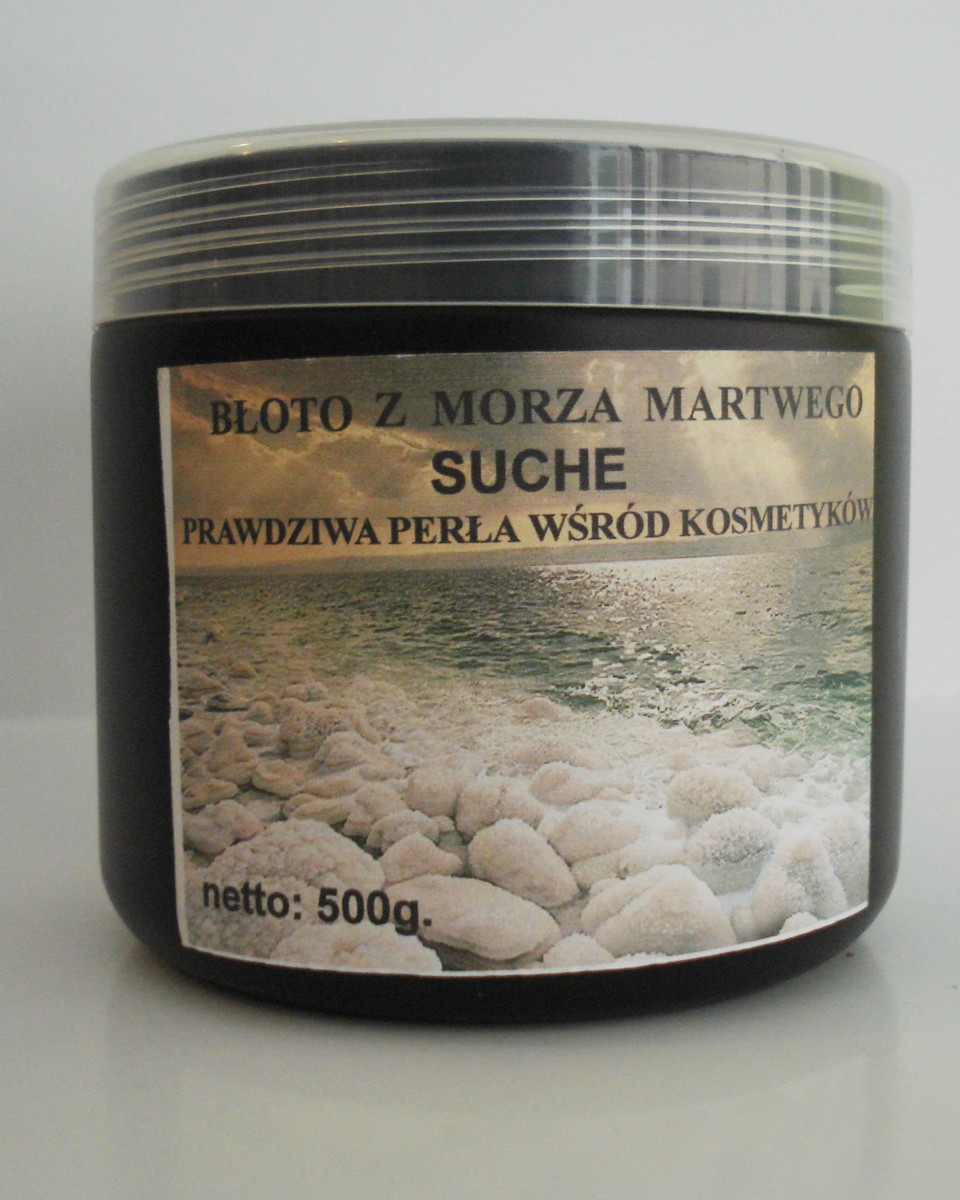 BŁOTO Z MORZA MARTWEGO
SUCHE
PRAWDZIWA PERŁA WŚRÓD KOSMETYKÓW
netto: 500g.